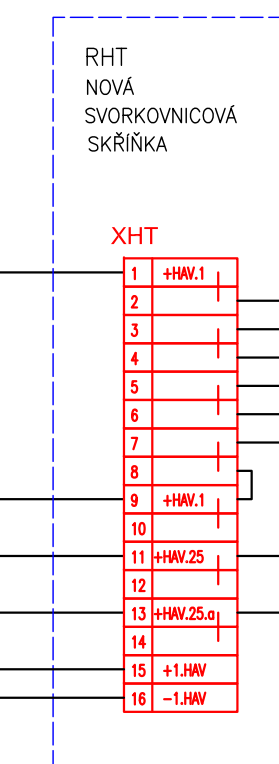 RHT
NOVÁ
SVORKOVNICOVÁ
SKŘÍŇKA
XHT
1 +HAV.1
2
3
4
5
6
7
8
9 +HAV.1
10
11 +HAV.25
12
13 +HAV.25.a
14
15 +1.HAV
16 -1.HAV